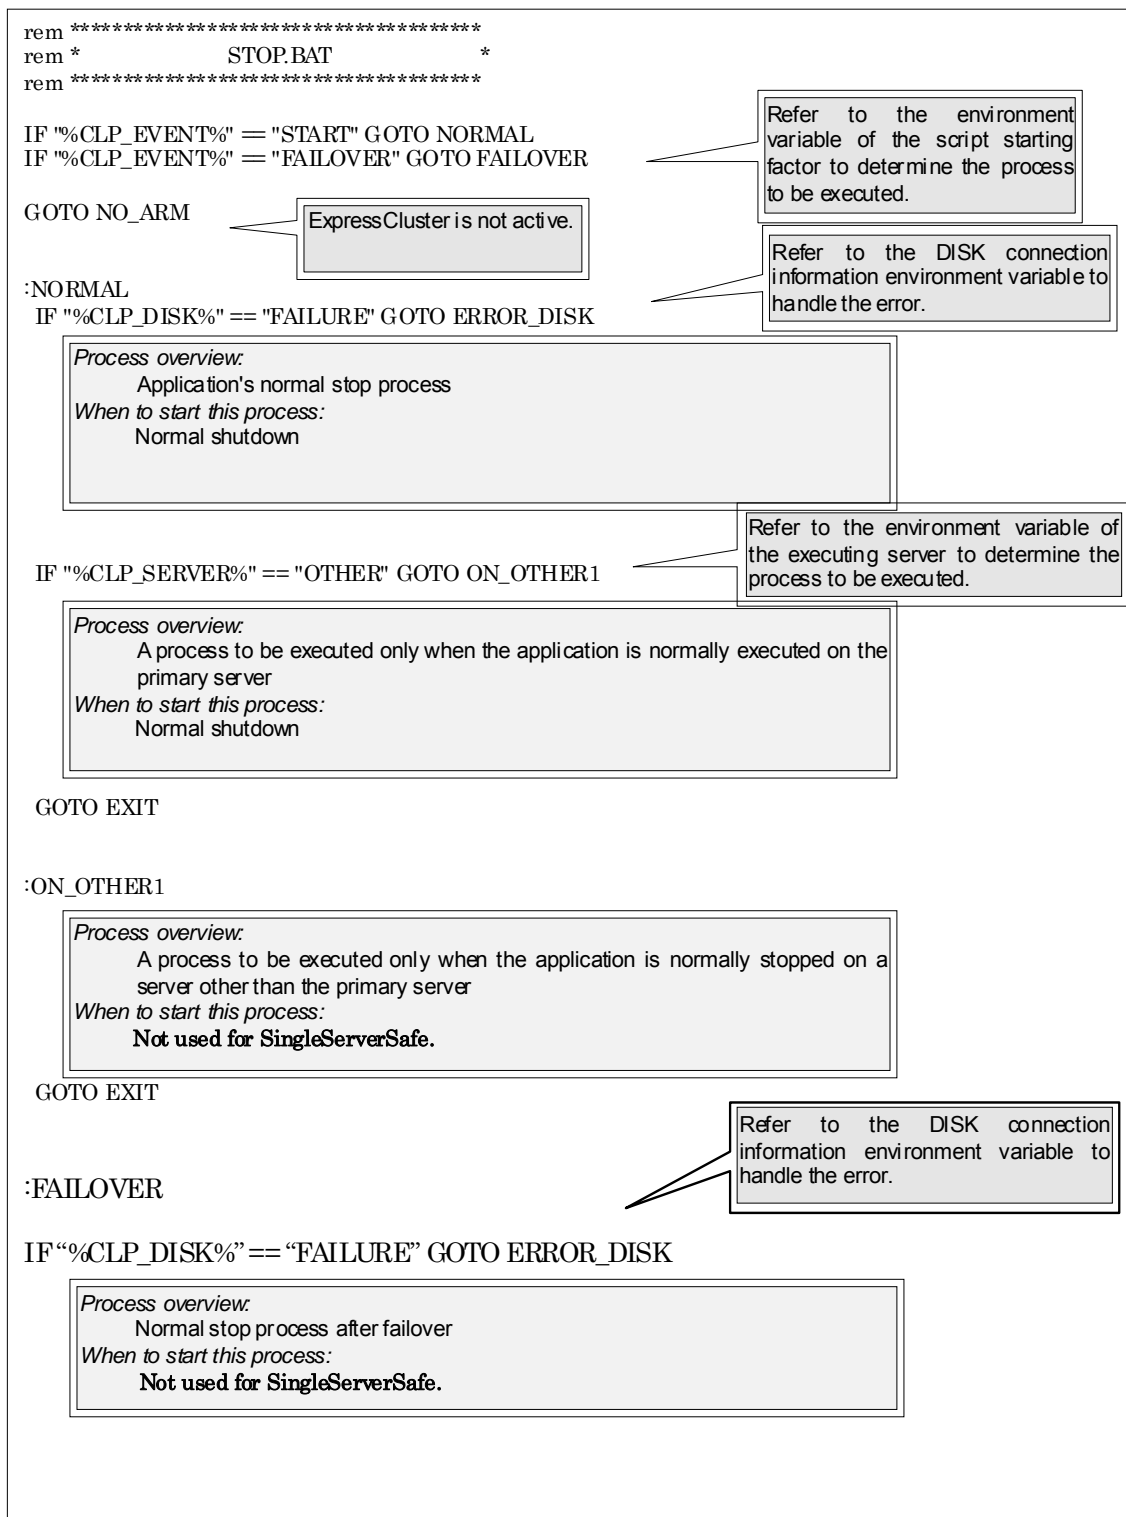 rem ***************************************
rem * STOP.BAT *
rem ***************************************
IF "%CLP_EVENT%" == "START" GOTO NORMAL
IF "%CLP_EVENT%" == "FAILOVER" GOTO FAILOVER
Refer to the environment
variable of the script starting
factor to determine the process
to be executed.
GOTO NO_ARM
ExpressCluster is not active.
Refer to the DISK connection
information environment variable to
handle the error.
:NORMAL
IF "%CLP_DISK%" == "FAILURE" GOTO ERROR_DISK
Process overview:
Application's normal stop process
When to start this process:
Normal shutdown
Refer to the environment variable of
the executing server to determine the
process to be executed.
IF "%CLP_SERVER%" == "OTHER" GOTO ON_OTHER1
Process overview:
A process to be executed only when the application is normally executed on the
primary server
When to start this process:
Normal shutdown
GOTO EXIT
:ON_OTHER1
Process overview:
A process to be executed only when the application is normally stopped on a
server other than the primary server
When to start this process:
Not used for SingleServerSafe.
GOTO EXIT
Refer to the DISK connection
information environment variable to
handle the error.
:FAILOVER
IF “%CLP_DISK%” == “FAILURE” GOTO ERROR_DISK
Process overview:
Normal stop process after failover
When to start this process:
Not used for SingleServerSafe.